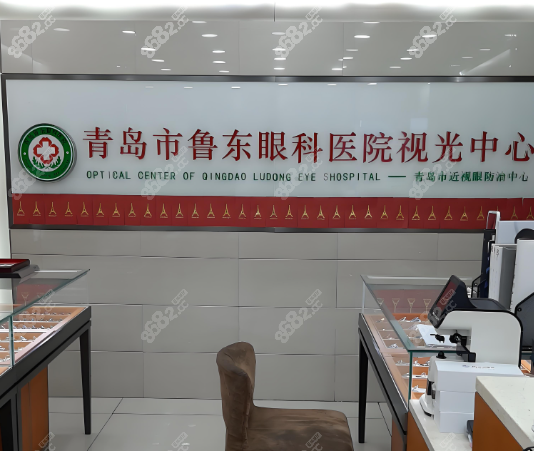 青岛市鲁东眼科医院视光中心
OPTICAL CENTER OF QINGDAO LUDONG EYE SHOSPITAL —— 青岛市近视眼防治中心